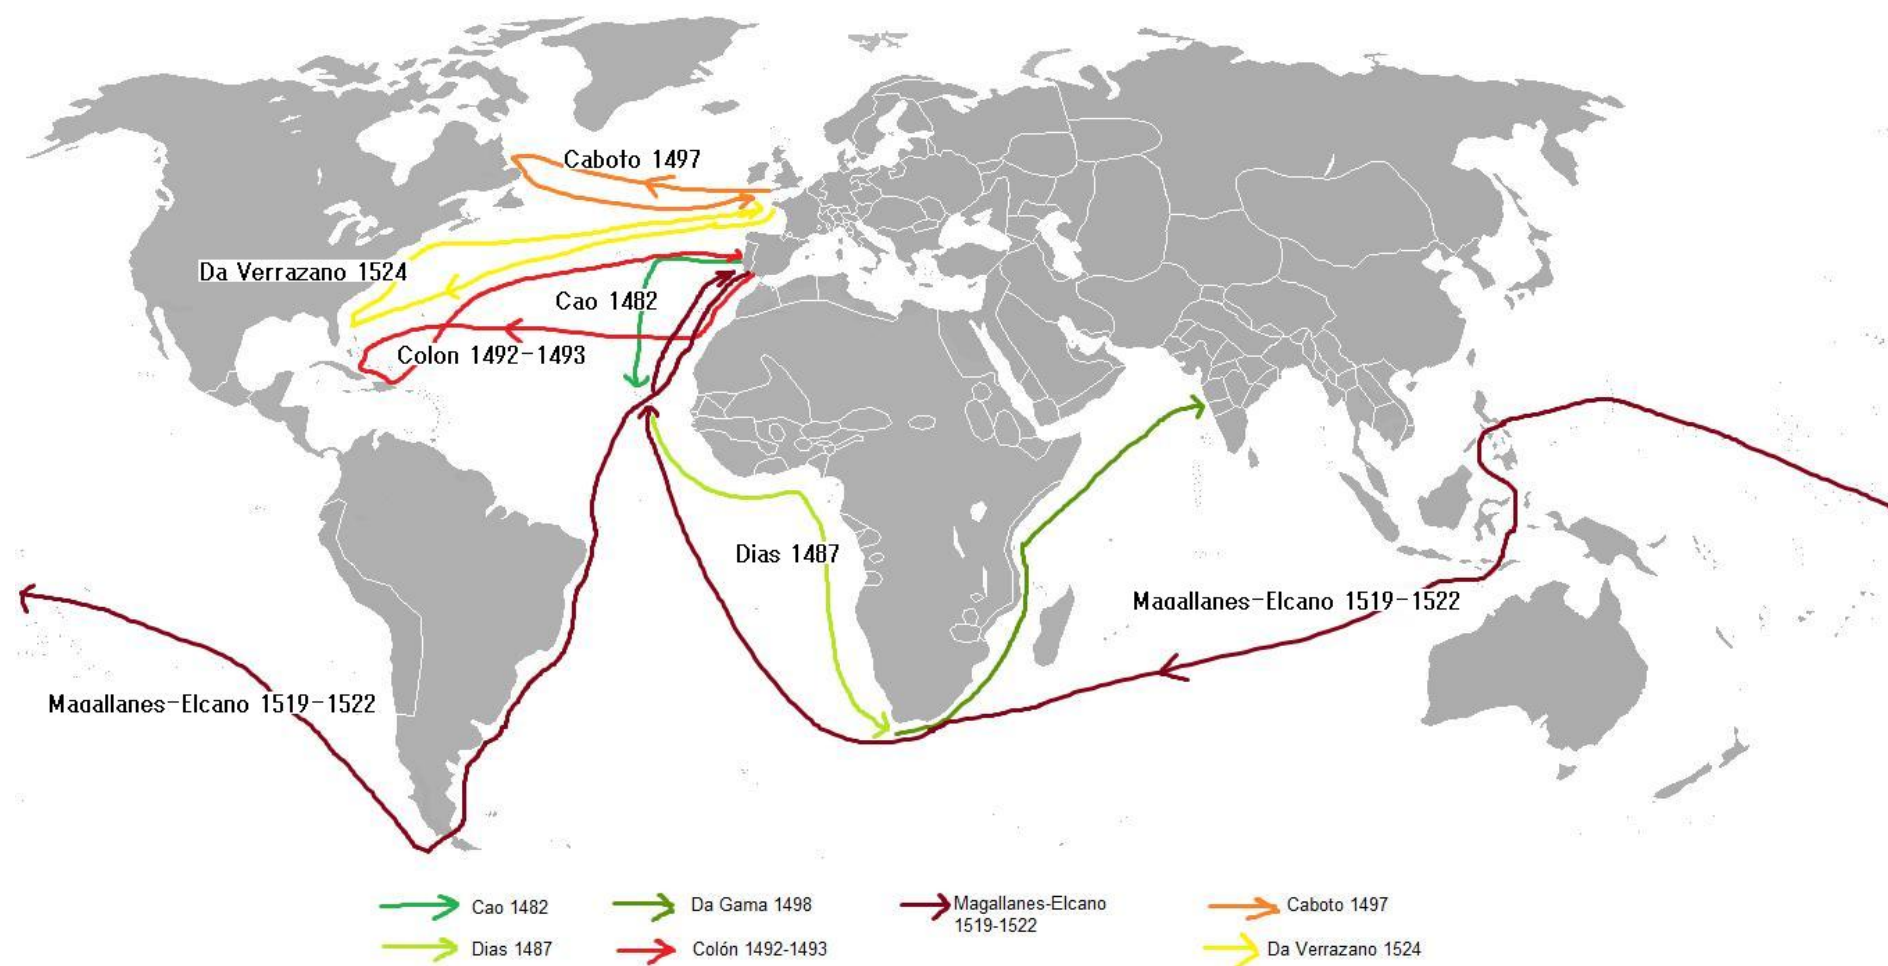 Caboto 1497
Da Verrazano 1524
Cao 1482
Colon 1492-1493
Dias 1487
Magallanes-Elcano 1519-1522
Magallanes-Elcano 1519-1522
Cao 1482
Da Gama 1498
Magallanes-Elcano
1519-1522
Caboto 1497
Dias 1487
Colón 1492-1493
Da Verrazano 1524